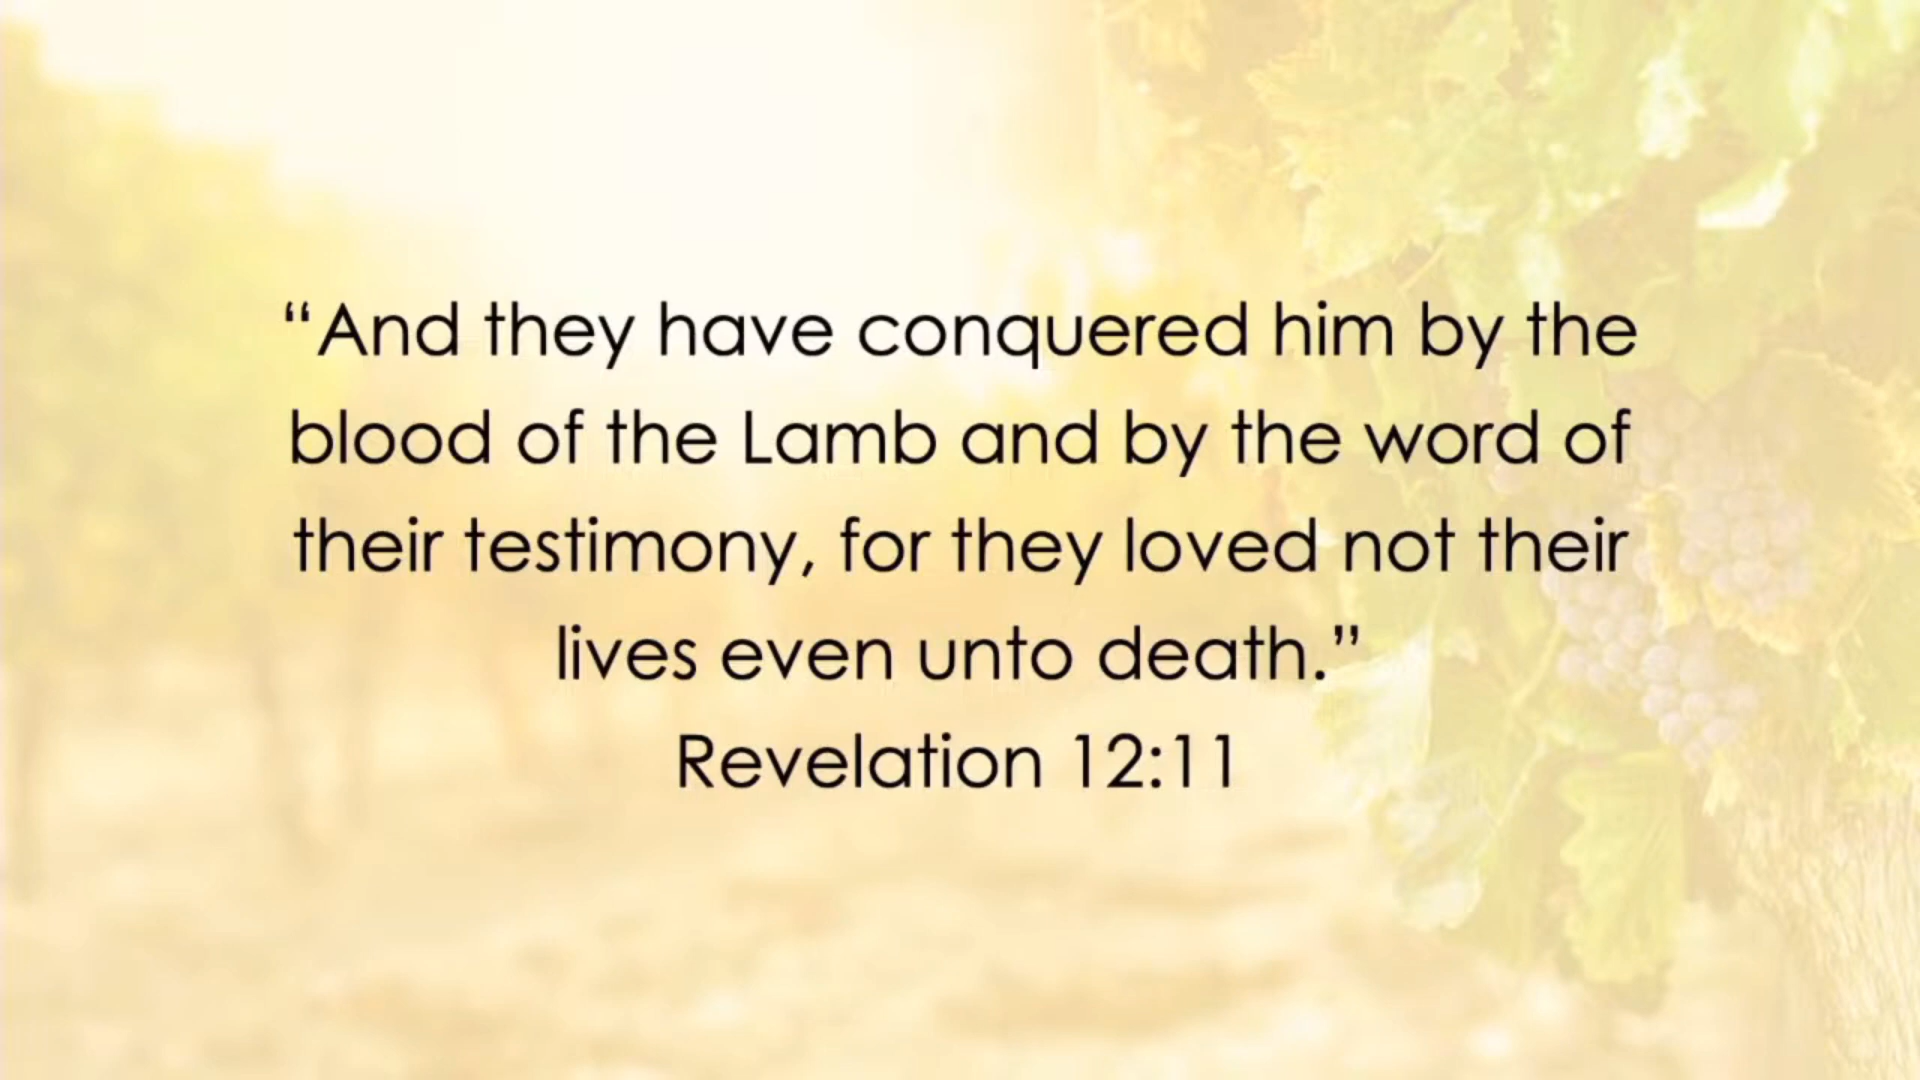 “And they have conquered him by the
blood of the Lamb and by the word of
their testimony, for they loved not their
lives even unto death.”
Revelation 12:11